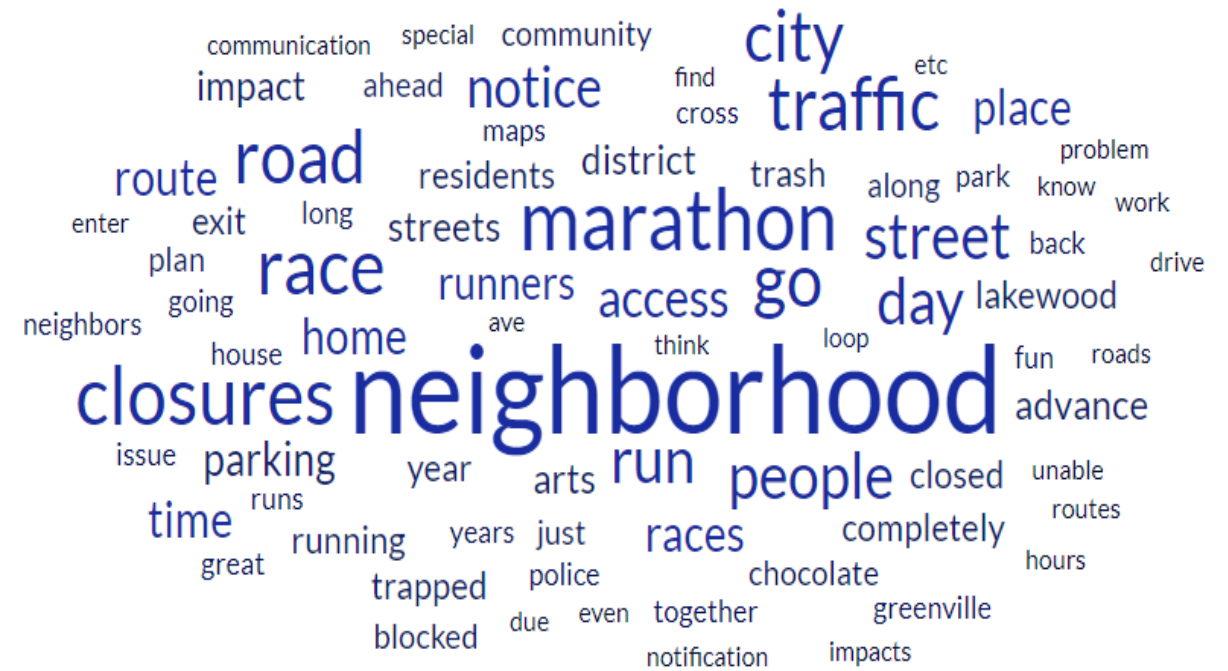 communication special community city
impact ahead notice find etc
cross traffic place
maps
route road residents district trash problem
along park know
enter exit long streets marathon street work
back
plan race runners access go day lakewood drive
going
neighbors home ave
house think loop fun roads
closures neighborhood advance
issue parking year arts run people closed unable
runs
time running years just races completely routes
great hours
trapped police chocolate
blocked due even together greenville
notification impacts